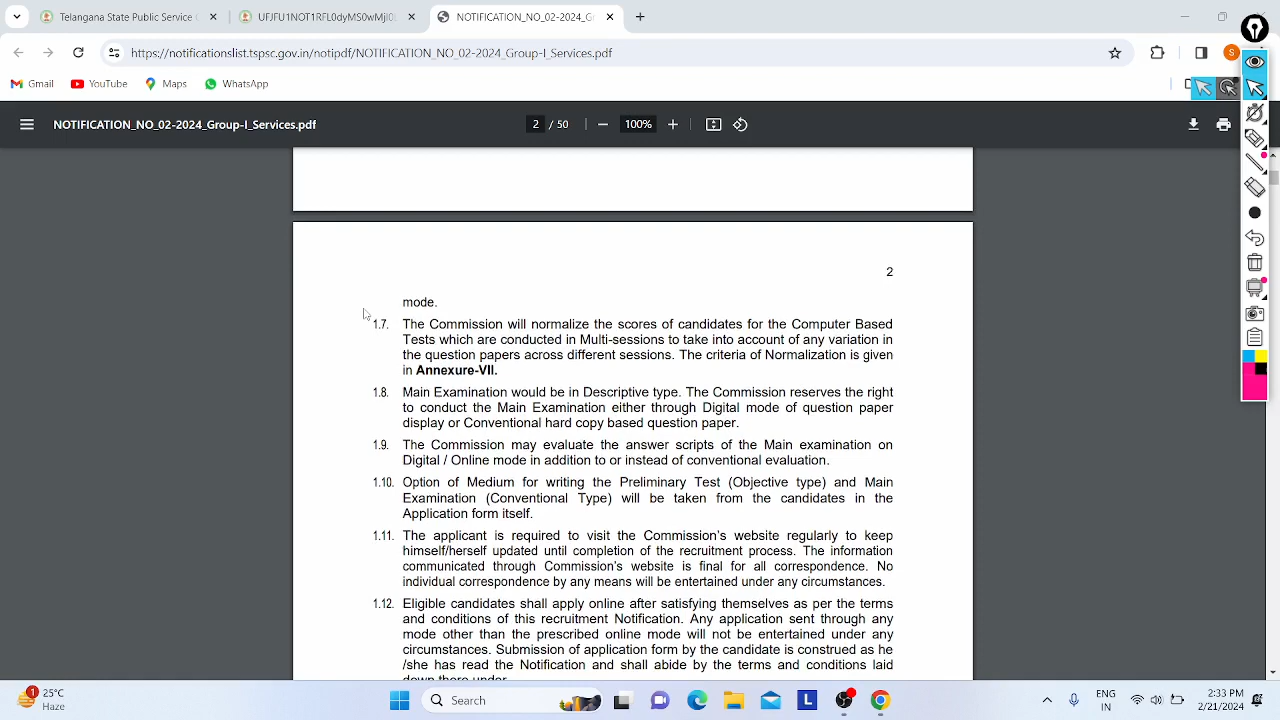 Telangana State Public Service C
UFJFU1NOT1RFL0dyMS0wMjI0L
NOTIFICATION_NO_02-2024_G
https://notificationslist.tspsc.gov.in/notipdf/NOTIFICATION_NO_02-2024_Group-I_Services.pdf
S
Gmail YouTube Maps WhatsApp
NOTIFICATION_NO_02-2024_Group-I_Services.pdf 2 / 50 100%
2
mode.
1.7. The Commission will normalize the scores of candidates for the Computer Based
Tests which are conducted in Multi-sessions to take into account of any variation in
the question papers across different sessions. The criteria of Normalization is given
in Annexure-VII.
1.8. Main Examination would be in Descriptive type. The Commission reserves the right
to conduct the Main Examination either through Digital mode of question paper
display or Conventional hard copy based question paper.
1.9. The Commission may evaluate the answer scripts of the Main examination on
Digital / Online mode in addition to or instead of conventional evaluation.
1.10. Option of Medium for writing the Preliminary Test (Objective type) and Main
Examination (Conventional Type) will be taken from the candidates in the
Application form itself.
1.11. The applicant is required to visit the Commission's website regularly to keep
himself/herself updated until completion of the recruitment process. The information
communicated through Commission's website is final for all correspondence. No
individual correspondence by any means will be entertained under any circumstances.
1.12. Eligible candidates shall apply online after satisfying themselves as per the terms
and conditions of this recruitment Notification. Any application sent through any
mode other than the prescribed online mode will not be entertained under any
circumstances. Submission of application form by the candidate is construed as he
/she has read the Notification and shall abide by the terms and conditions laid
down there under.
1
25°C
Haze
Search
L
ENG
IN
2:33 PM
2/21/2024